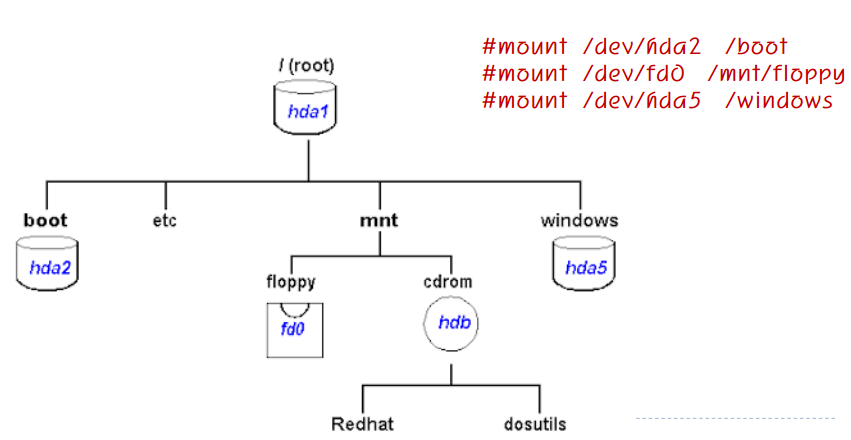 #mount /dev/hda2 /boot
#mount /dev/fd0 /mnt/floppy
#mount /dev/hda5 /windows
/ (root)
hda1
boot etc mnt windows
hda2 hda5
floppy cdrom
fd0 hdb
Redhat dosutils